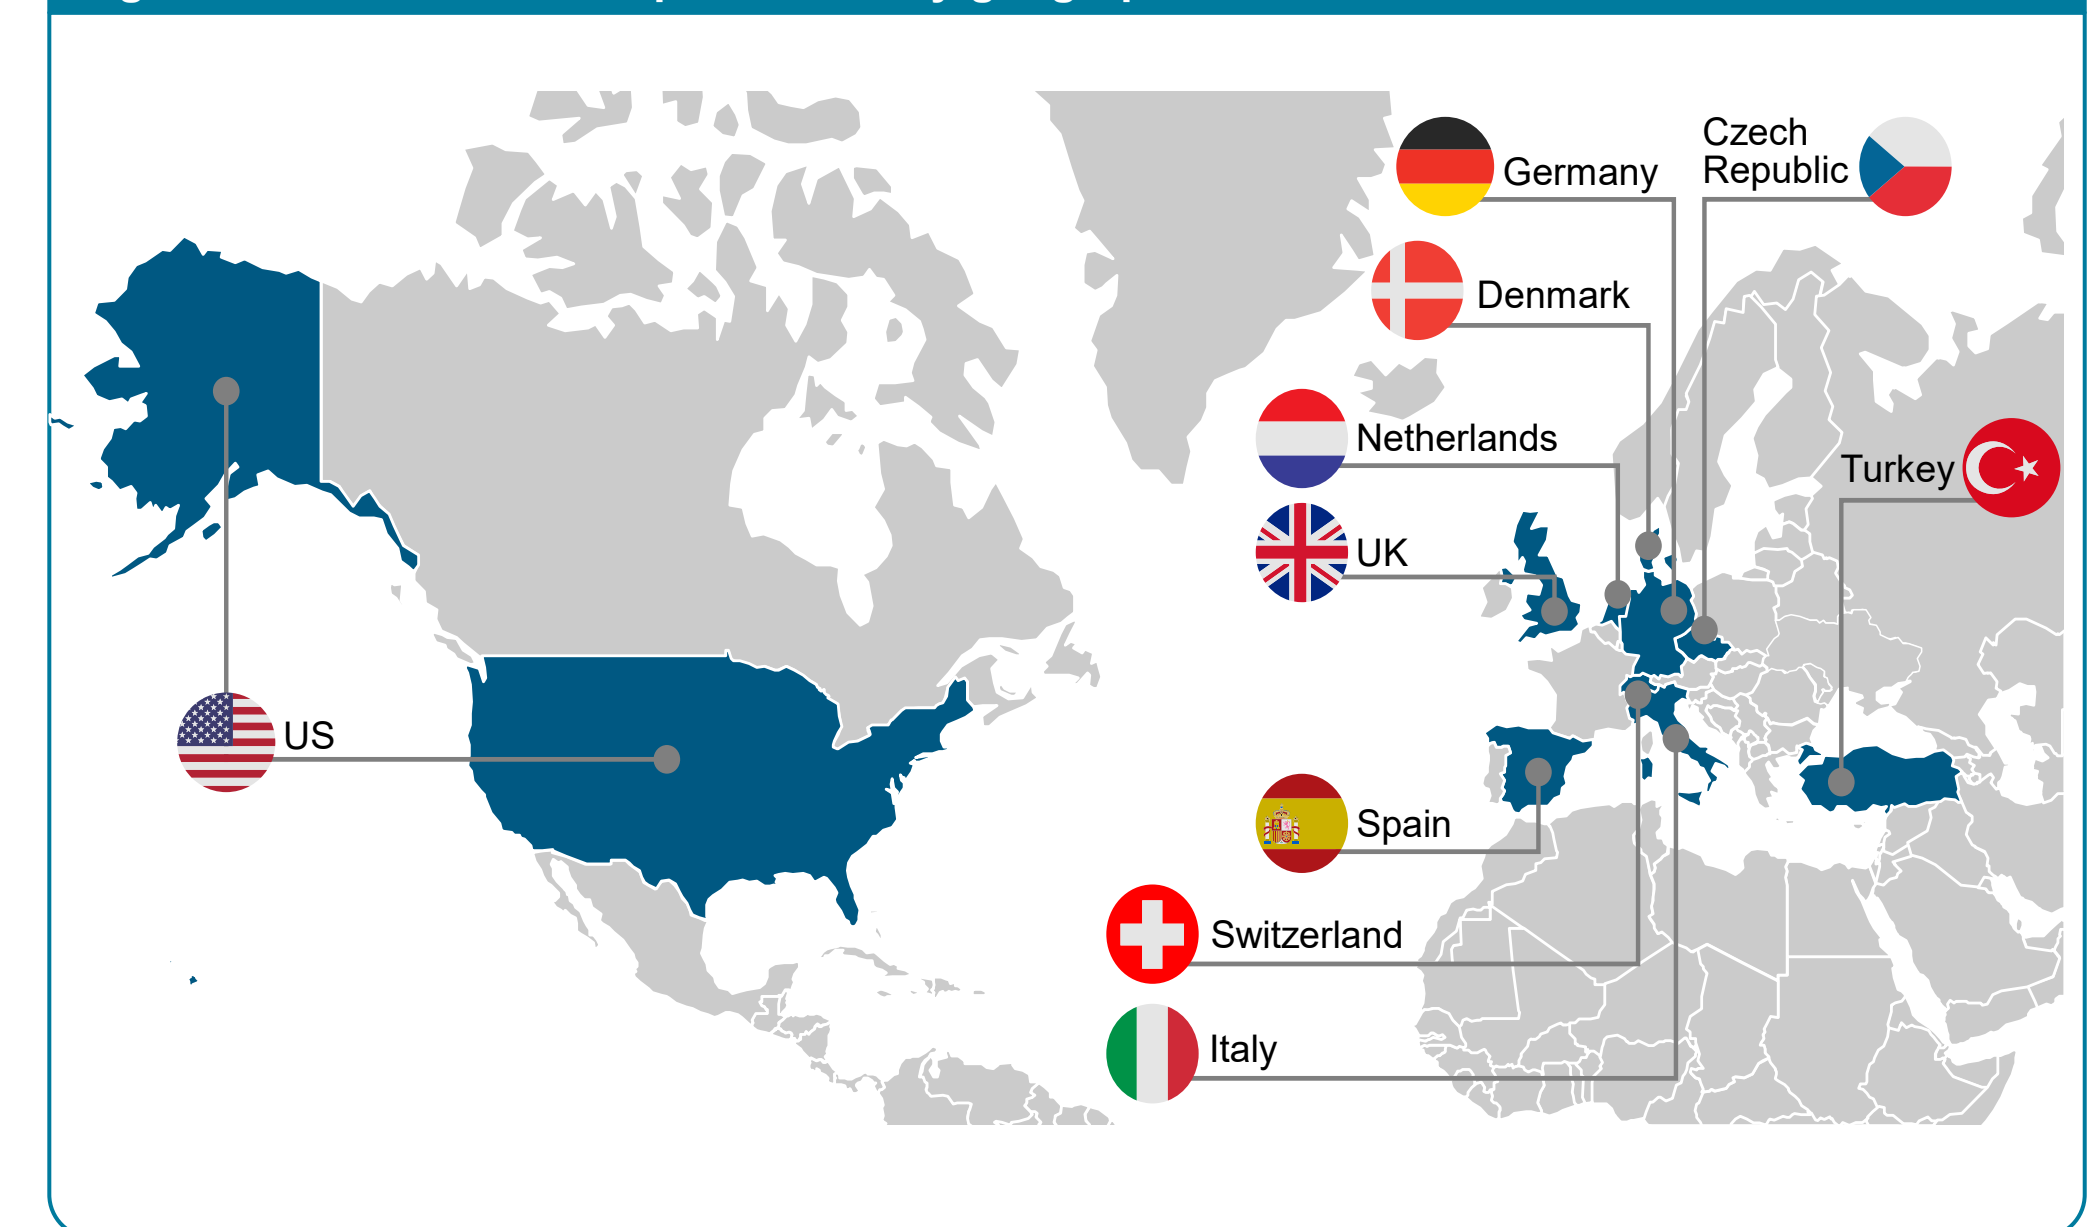 Czech
Republic
Germany
Denmark
Netherlands
Turkey
UK
US
Spain
Switzerland
Italy